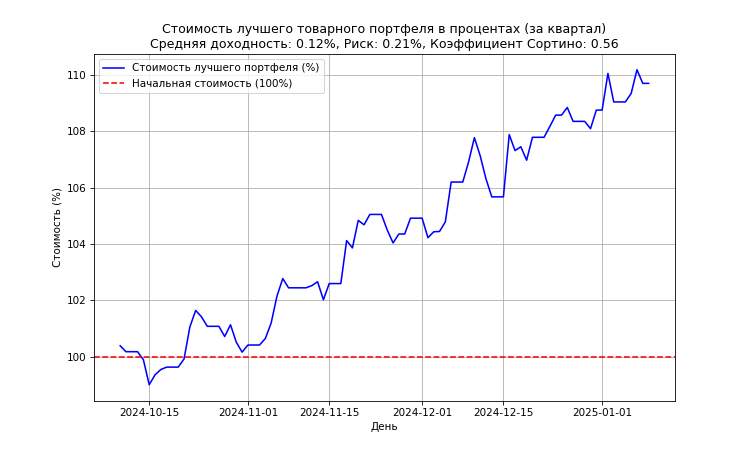 Стоимость лучшего товарного портфеля в процентах (за квартал)
Средняя доходность: 0.12%, Риск: 0.21%, Коэффициент Сортино: 0.56
Стоимость лучшего портфеля (%)
Начальная стоимость (100%)
Стоимость (%)
110
108
106
104
102
100
2024-10-15
2024-11-01
2024-11-15
2024-12-01
2024-12-15
2025-01-01
День